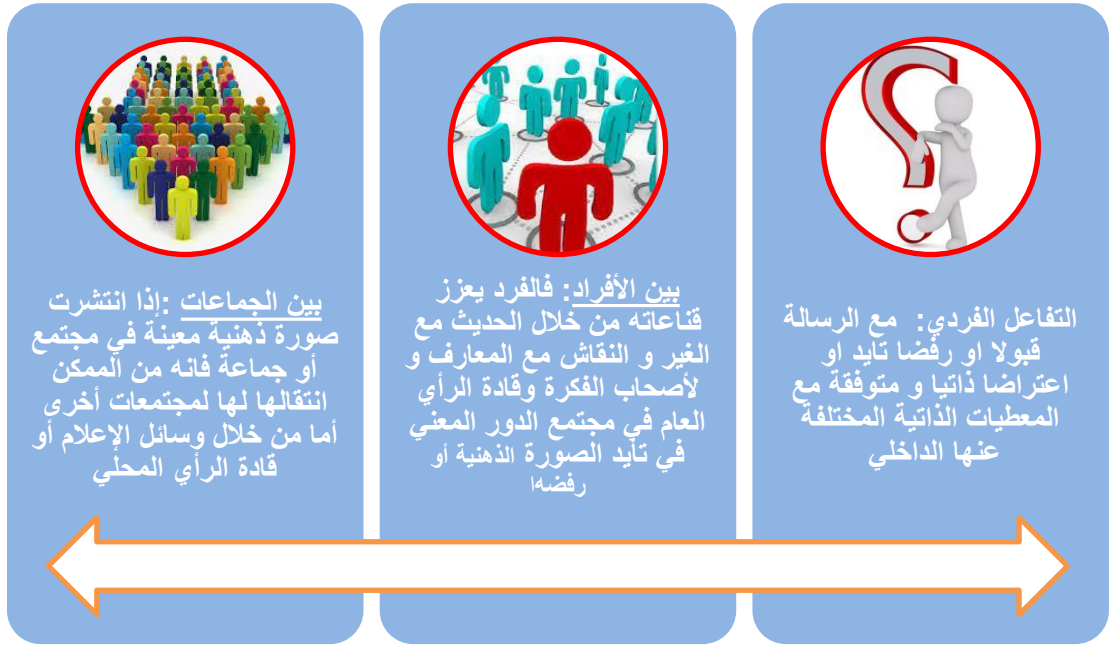 التفاعل الفردي: مع الرسالة
قبولا او رفضا تايد او
اعتراضا ذاتيا و متوفقة مع
المعطيات الذاتية المختلفة
عنها الداخلي
بين الأفراد: فالفرد يعزز
قناعاته من خلال الحديث مع
الغير و النقاش مع المعارف و
لأصحاب الفكرة وقادة الرأي
العام في مجتمع الدور المعني
في تأيد الصورة الذهنية أو
رفضها
بين الجماعات :إذا انتشرت
صورة ذهنية معينة في مجتمع
أو جماعة فانه من الممكن
انتقالها لها لمجتمعات أخرى
أما من خلال وسائل الإعلام أو
قادة الرأي المحلي